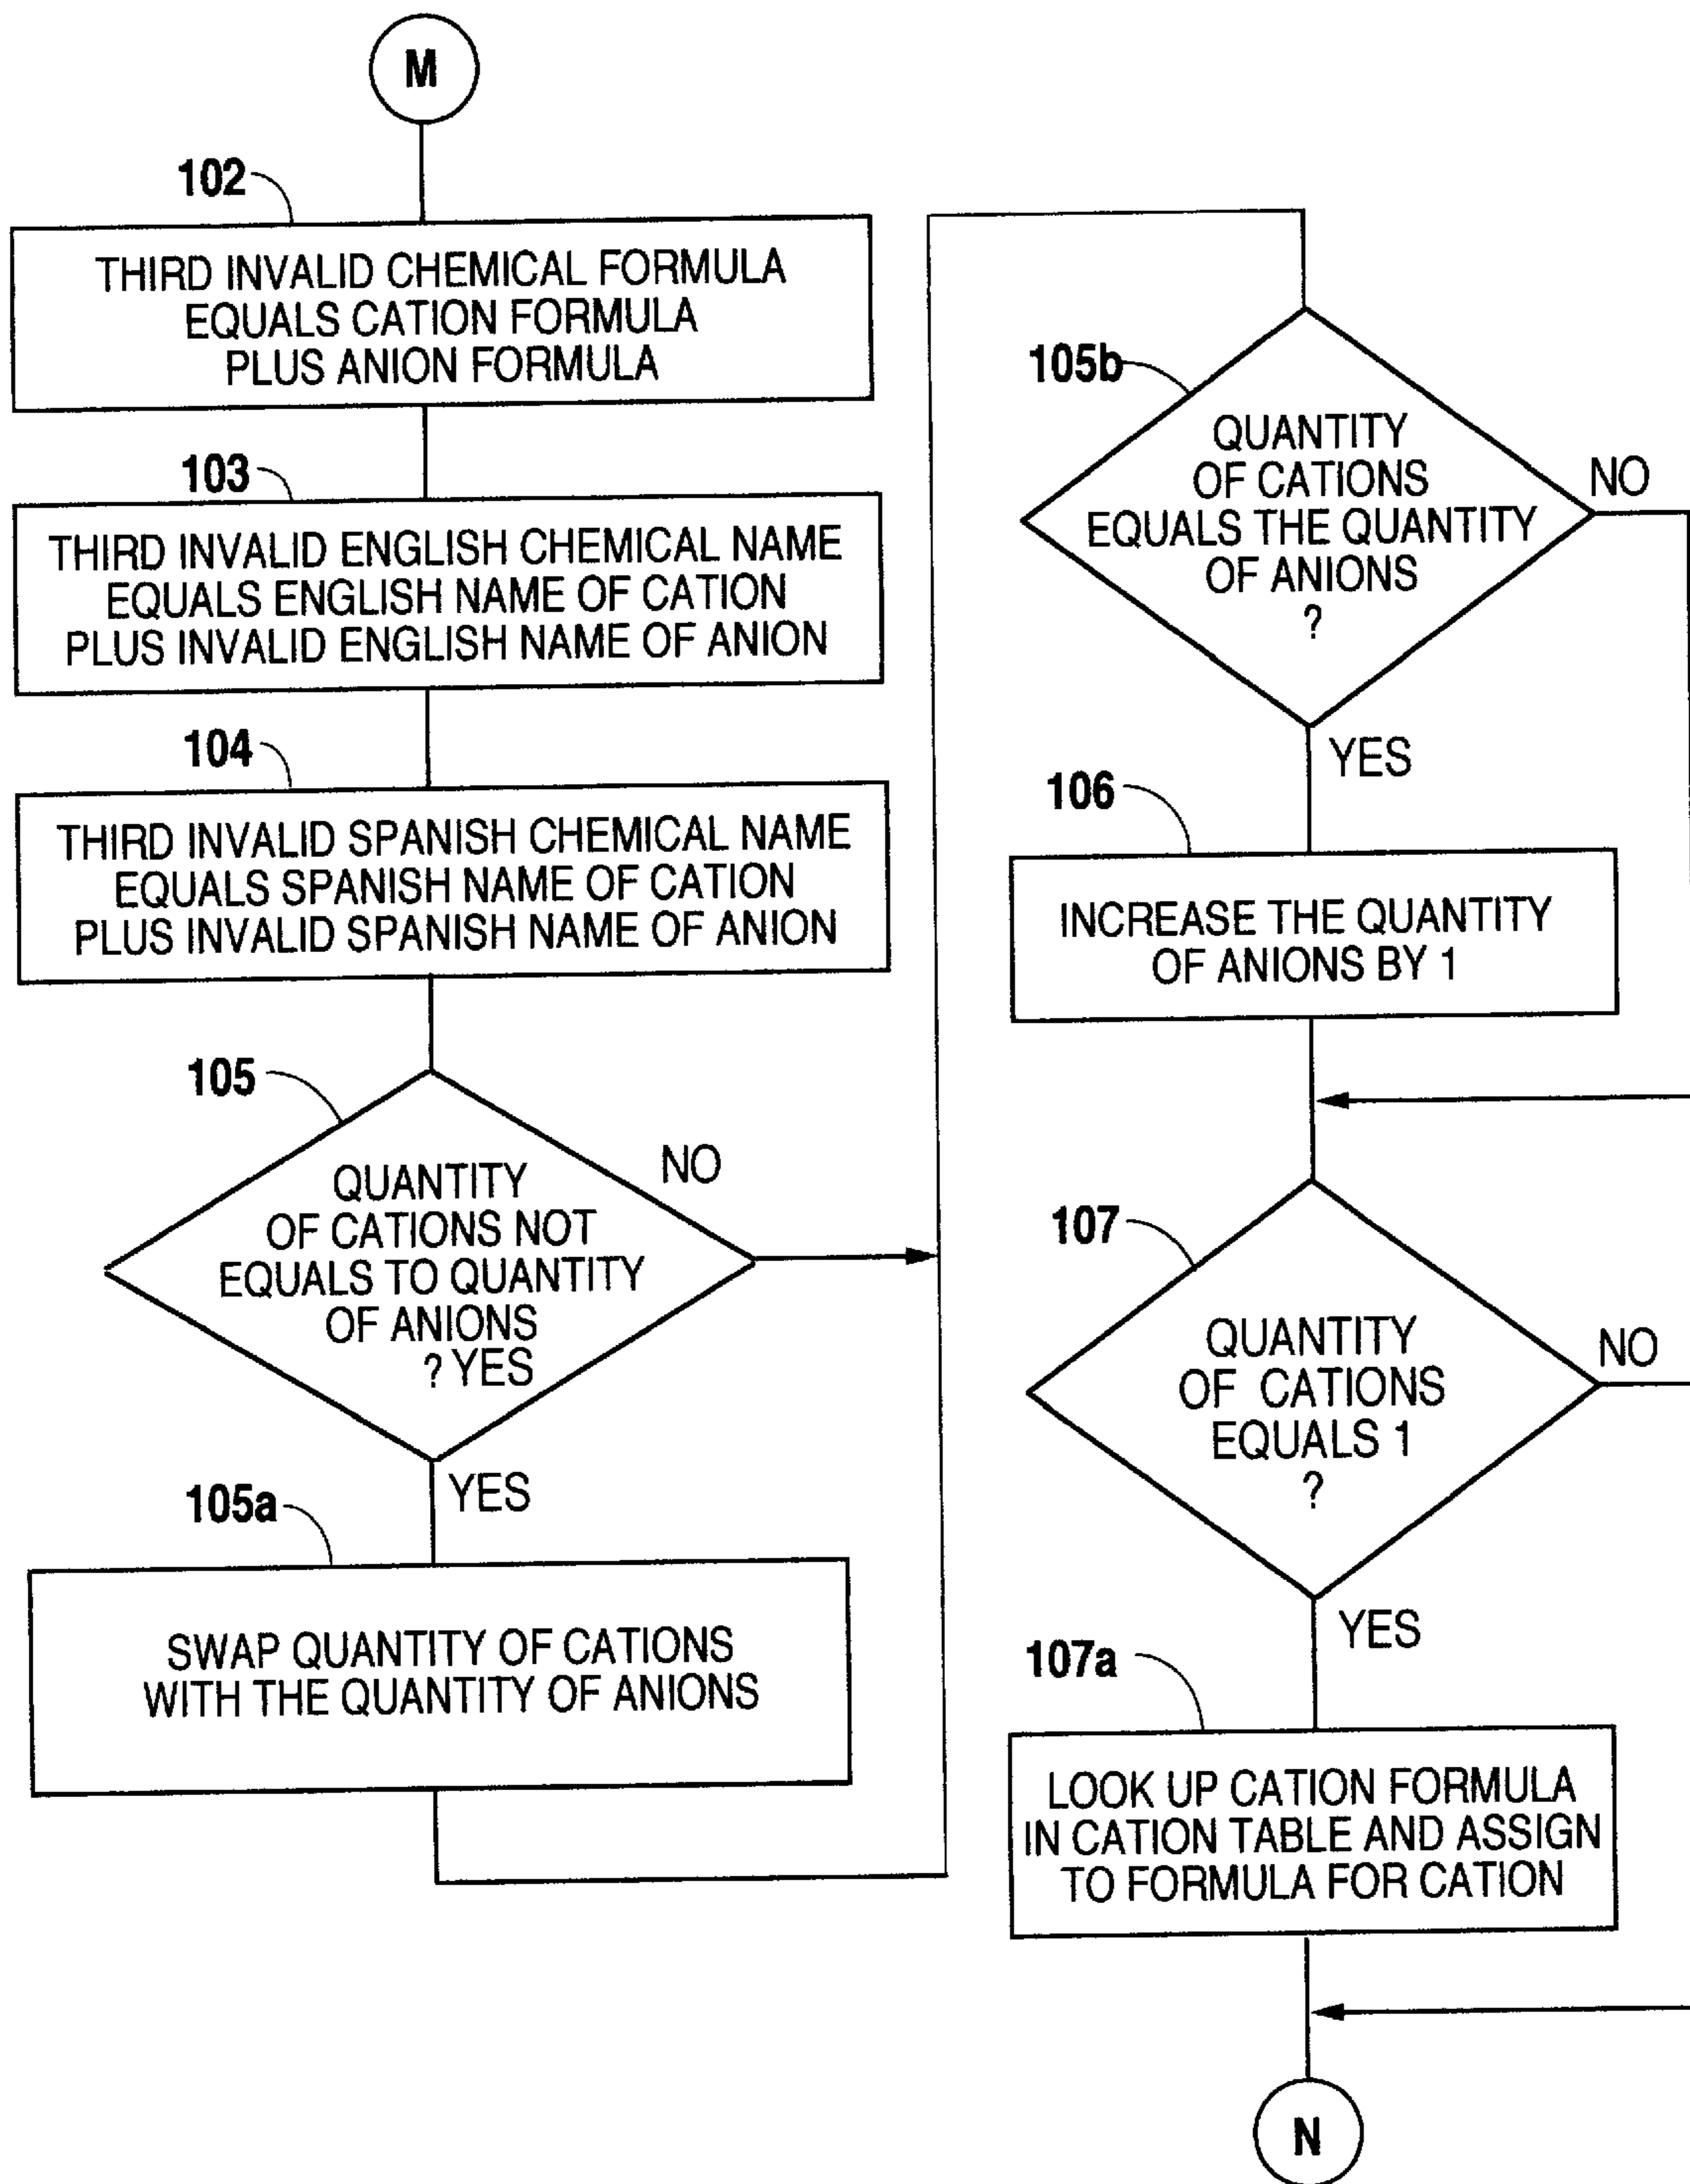 M
102
THIRD INVALID CHEMICAL FORMULA
EQUALS CATION FORMULA
PLUS ANION FORMULA
103
THIRD INVALID ENGLISH CHEMICAL NAME
EQUALS ENGLISH NAME OF CATION
PLUS INVALID ENGLISH NAME OF ANION
104
THIRD INVALID SPANISH CHEMICAL NAME
EQUALS SPANISH NAME OF CATION
PLUS INVALID SPANISH NAME OF ANION
105
NO
QUANTITY
OF CATIONS NOT
EQUALS TO QUANTITY
OF ANIONS
? YES
YES
105a
SWAP QUANTITY OF CATIONS
WITH THE QUANTITY OF ANIONS
105b
QUANTITY
OF CATIONS
EQUALS THE QUANTITY
OF ANIONS
?
NO
YES
106
INCREASE THE QUANTITY
OF ANIONS BY 1
107
QUANTITY
OF CATIONS
EQUALS 1
?
NO
YES
107a
LOOK UP CATION FORMULA
IN CATION TABLE AND ASSIGN
TO FORMULA FOR CATION
N